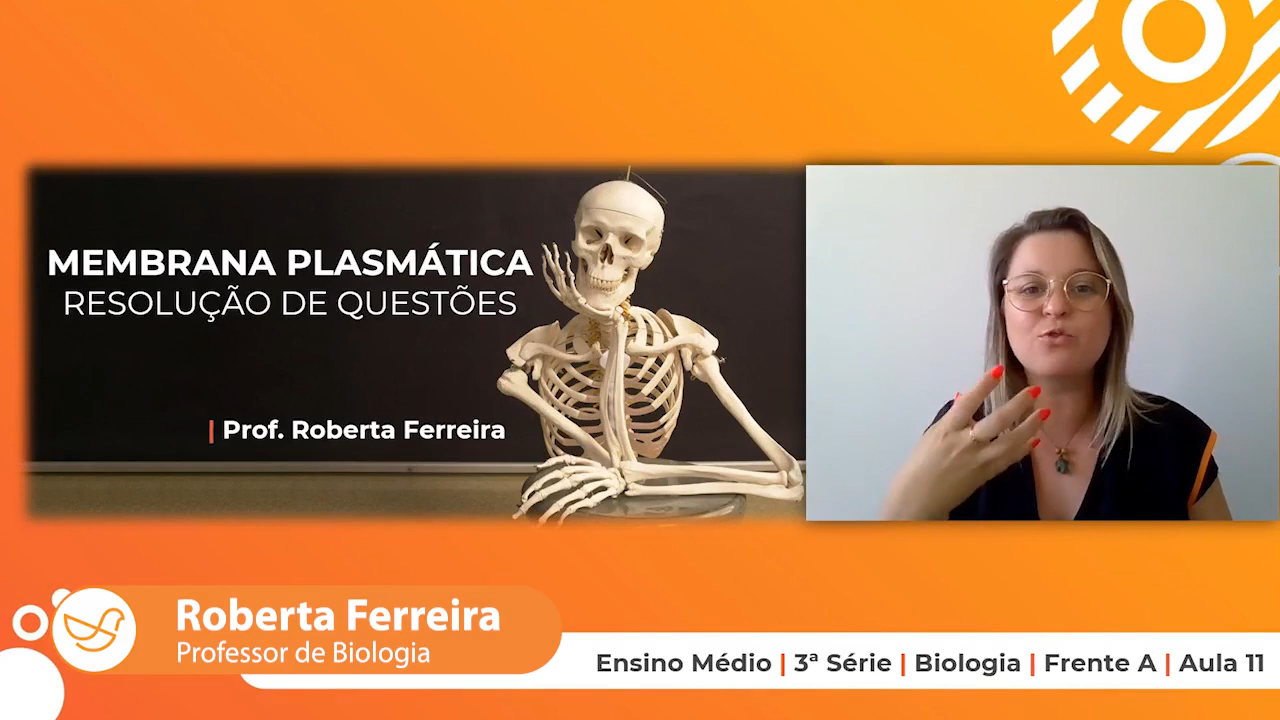 MEMBRANA PLASMÁTICA
RESOLUÇÃO DE QUESTÕES
| Prof. Roberta Ferreira
Roberta Ferreira
Professor de Biologia
Ensino Médio | 3ª Série | Biologia | Frente A | Aula 11